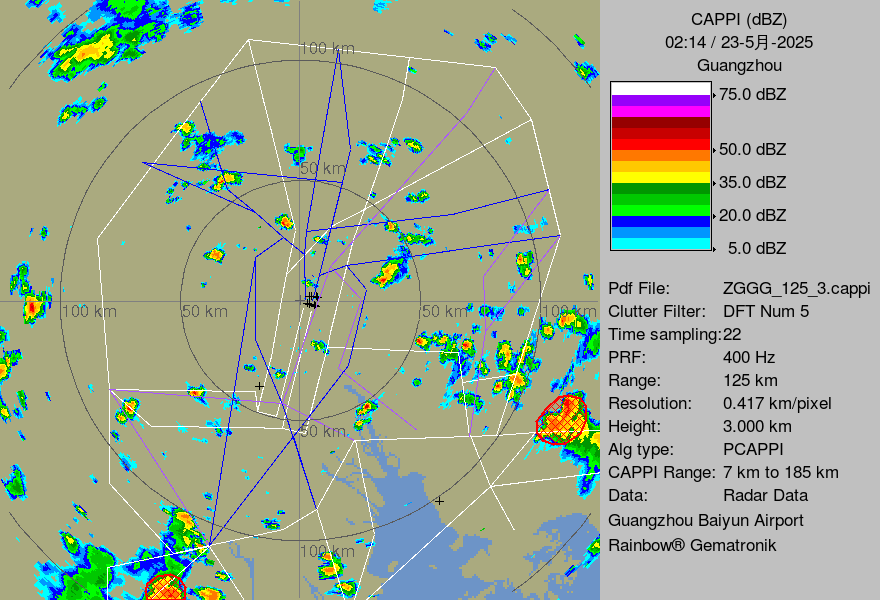 CAPPI (dBZ)
02:14 / 23-5月-2025
Guangzhou
75.0 dBZ
50.0 dBZ
35.0 dBZ
20.0 dBZ
5.0 dBZ
Pdf File: ZGGG_125_3.cappi
Clutter Filter: DFT Num 5
Time sampling:22
PRF: 400 Hz
Range: 125 km
Resolution: 0.417 km/pixel
Height: 3.000 km
Alg type: PCAPPI
CAPPI Range: 7 km to 185 km
Data: Radar Data
Guangzhou Baiyun Airport
Rainbow® Gematronik
100 km
50 km
100 km
50 km
50 km
100 km
50 km
100 km